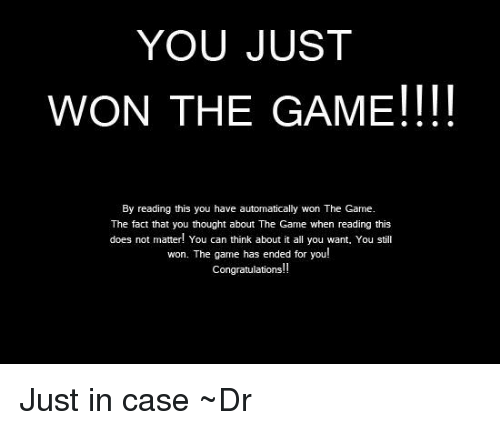 YOU JUST
WON THE GAME!!!!
By reading this you have automatically won The Game.
The fact that you thought about The Game when reading this
does not matter! You can think about it all you want, You still
won. The game has ended for you!
Congratulations!!
Just in case ~Dr